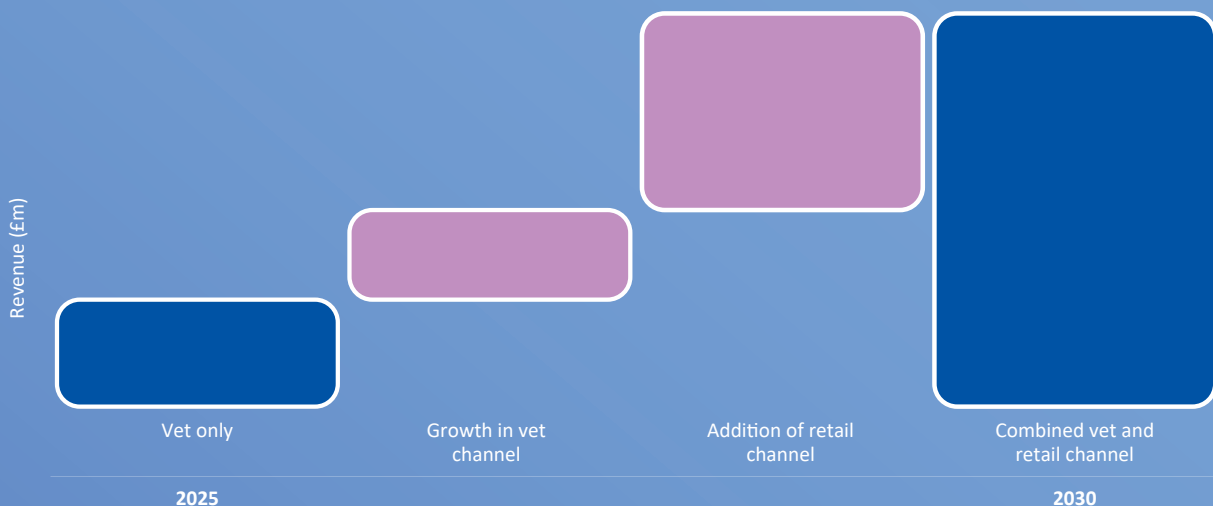 Revenue (£m)
Vet only
Growth in vet
channel
Addition of retail
channel
Combined vet and
retail channel
2025
2030